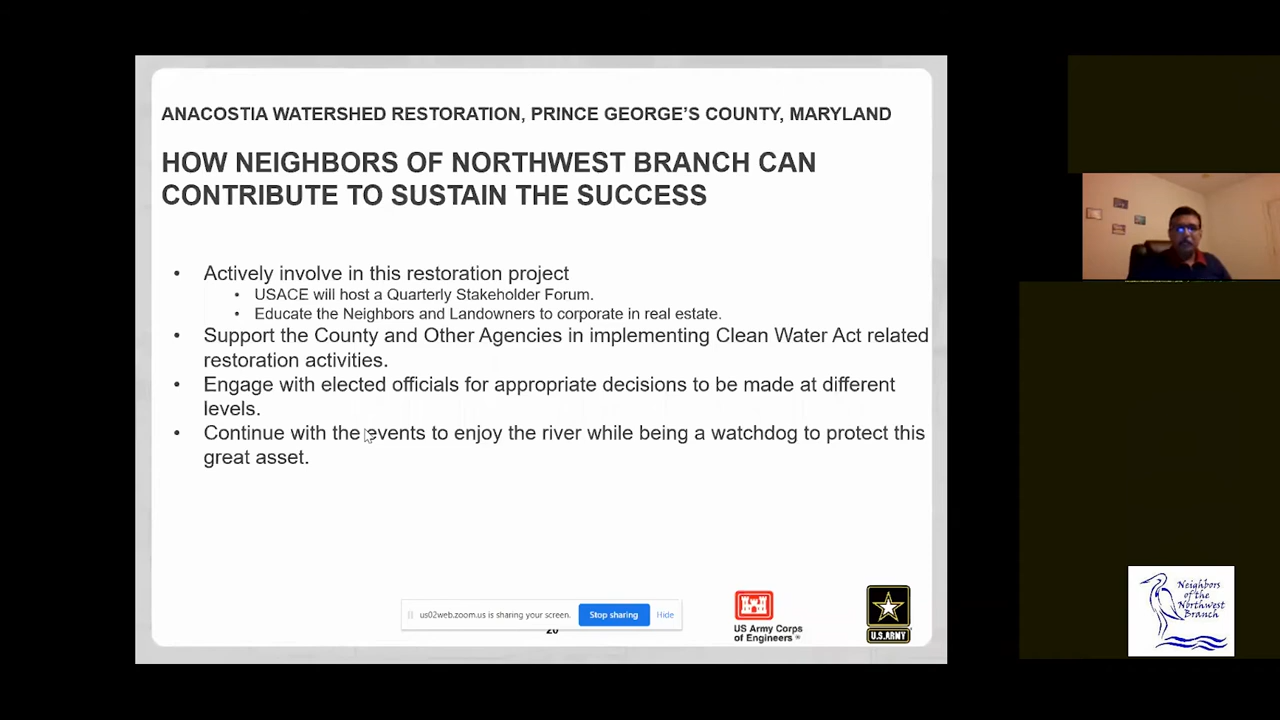 ANACOSTIA WATERSHED RESTORATION, PRINCE GEORGE'S COUNTY, MARYLAND
HOW NEIGHBORS OF NORTHWEST BRANCH CAN
CONTRIBUTE TO SUSTAIN THE SUCCESS
• Actively involve in this restoration project
• USACE will host a Quarterly Stakeholder Forum.
• Educate the Neighbors and Landowners to corporate in real estate.
• Support the County and Other Agencies in implementing Clean Water Act related
restoration activities.
• Engage with elected officials for appropriate decisions to be made at different
levels.
• Continue with the events to enjoy the river while being a watchdog to protect this
great asset.
us02web.zoom.us is sharing your screen. Stop sharing Hide
20
US Army Corps
of Engineers ®
U.S.ARMY
Neighbors
of the
Northwest
Branch